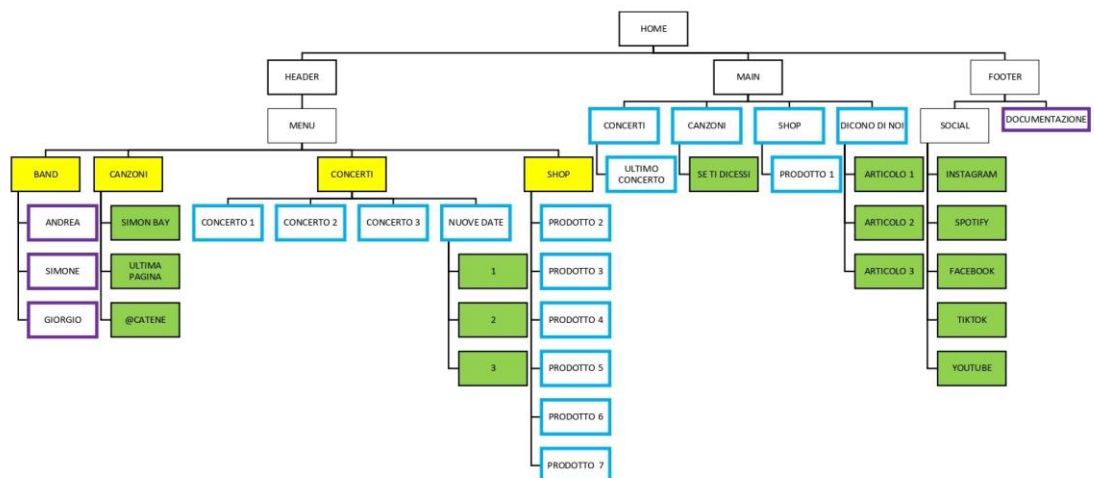 HOME
HEADER
MAIN
FOOTER
MENU
CONCERTI
CANZONI
SHOP
DICONO DI NOI
SOCIAL
DOCUMENTAZIONE
BAND
CANZONI
CONCERTI
SHOP
ULTIMO
CONCERTO
SE TI DICESSI
PRODOTTO 1
ARTICOLO 1
INSTAGRAM
ANDREA
SIMON BAY
CONCERTO 1
CONCERTO 2
CONCERTO 3
NUOVE DATE
PRODOTTO 2
ARTICOLO 2
SPOTIFY
SIMONE
ULTIMA
PAGINA
1
PRODOTTO 3
ARTICOLO 3
FACEBOOK
GIORGIO
@CATENE
2
PRODOTTO 4
TIKTOK
3
PRODOTTO 5
YOUTUBE
PRODOTTO 6
PRODOTTO 7